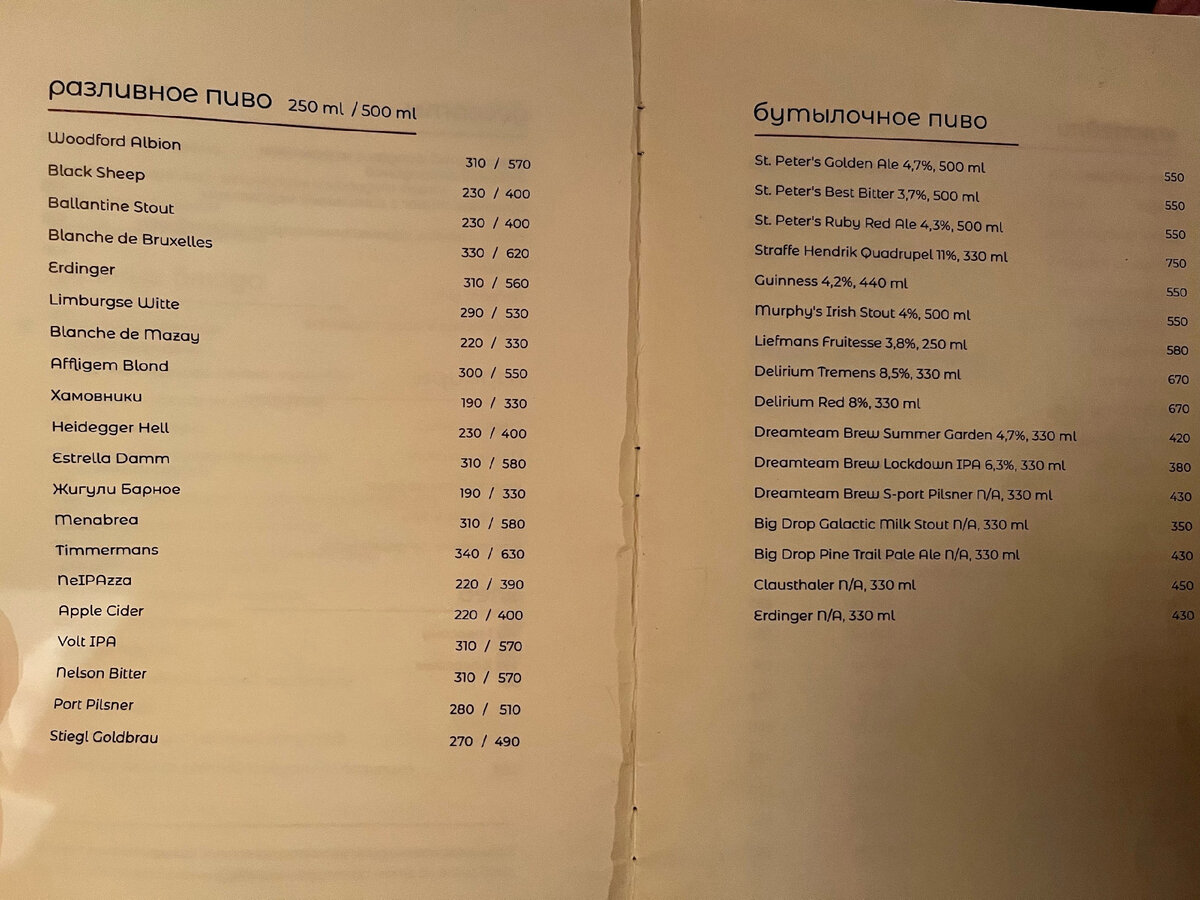 разливное пиво 250 ml / 500 ml
Woodford Albion 310 / 570
Black Sheep 230 / 400
Ballantine Stout 230 / 400
Blanche de Bruxelles 330 / 620
Erdinger 310 / 560
Limburgse Witte 290 / 530
Blanche de Mazay 220 / 330
Affligem Blond 300 / 550
Хамовники 190 / 330
Heidegger Hell 230 / 400
Estrella Damm 310 / 580
Жигули Барное 190 / 330
Menabrea 310 / 580
Timmermans 340 / 630
NeIPAzza 220 / 390
Apple Cider 220 / 400
Volt IPA 310 / 570
Nelson Bitter 310 / 570
Port Pilsner 280 / 510
Stiegl Goldbrau 270 / 490
бутылочное пиво
St. Peter's Golden Ale 4,7%, 500 ml 550
St. Peter's Best Bitter 3,7%, 500 ml 550
St. Peter's Ruby Red Ale 4,3%, 500 ml 550
Straffe Hendrik Quadrupel 11%, 330 ml 750
Guinness 4,2%, 440 ml 550
Murphy's Irish Stout 4%, 500 ml 550
Liefmans Fruitesse 3,8%, 250 ml 580
Delirium Tremens 8,5%, 330 ml 670
Delirium Red 8%, 330 ml 670
Dreamteam Brew Summer Garden 4,7%, 330 ml 420
Dreamteam Brew Lockdown IPA 6,3%, 330 ml 380
Dreamteam Brew S-port Pilsner N/A, 330 ml 430
Big Drop Galactic Milk Stout N/A, 330 ml 350
Big Drop Pine Trail Pale Ale N/A, 330 ml 430
Clausthaler N/A, 330 ml 450
Erdinger N/A, 330 ml 430